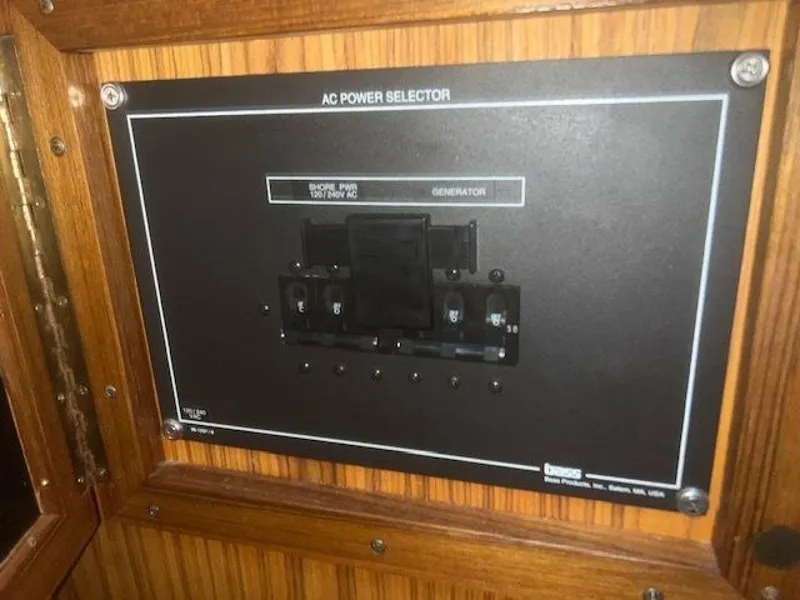 AC POWER SELECTOR
SHORE PWR
120 / 240V AC
GENERATOR
50
120 / 240
VAC
bass
Bass Products, Inc., Salem, MA, USA